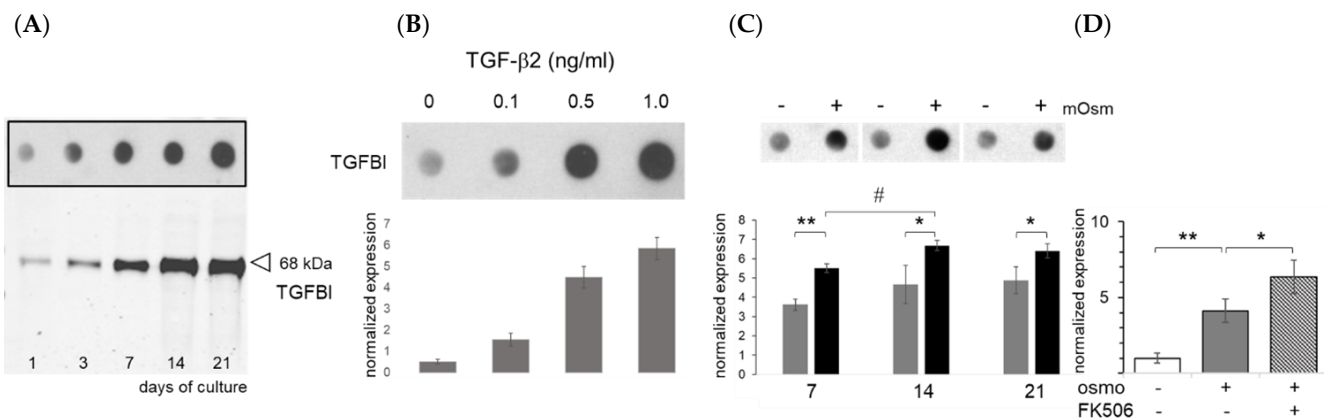 (A)
(B)
(C)
(D)
TGF-β2 (ng/ml)
0 0.1 0.5 1.0
TGFBI
normalized expression
7
6
5
4
3
2
1
0
68 kDa
TGFBI
1 3 7 14 21
days of culture
- + - + - + mOsm
#
** * *
normalized expression
8
7
6
5
4
3
2
1
0
7 14 21
** *
normalized expression
10
5
osmo - + +
FK506 - - +